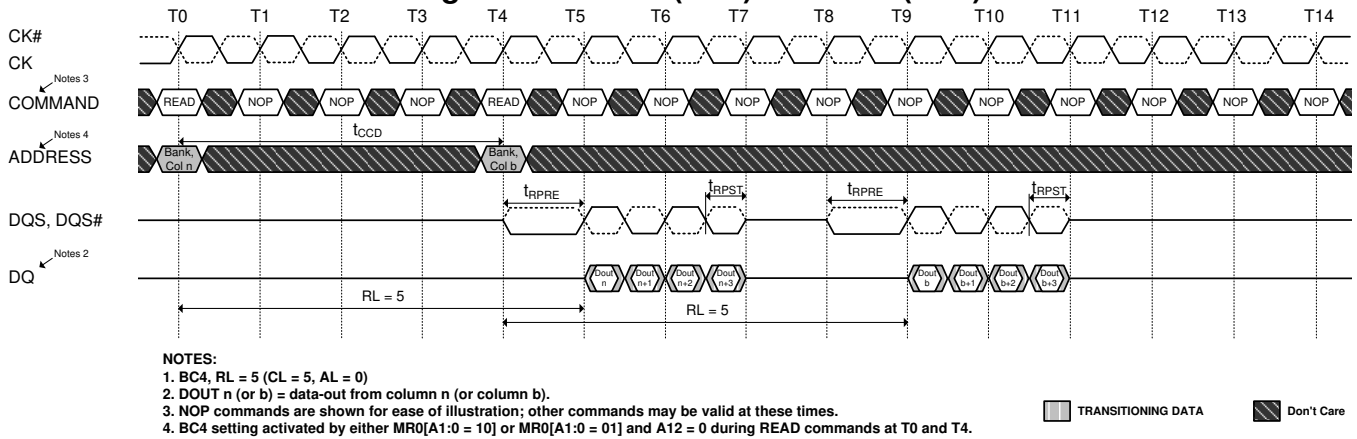 T0 T1 T2 T3 T4 T5 T6 T7 T8 T9 T10 T11 T12 T13 T14
CK#
CK
Notes 3
COMMAND READ NOP NOP NOP READ NOP NOP NOP NOP NOP NOP NOP NOP NOP NOP
tCCD
Notes 4
ADDRESS Bank, Col n Bank, Col b
tRPRE tRPST tRPRE tRPST
DQS, DQS#
Notes 2
DQ Dout n Dout n+1 Dout n+2 Dout n+3 Dout b Dout b+1 Dout b+2 Dout b+3
RL = 5
RL = 5
NOTES:
1. BC4, RL = 5 (CL = 5, AL = 0)
2. DOUT n (or b) = data-out from column n (or column b).
3. NOP commands are shown for ease of illustration; other commands may be valid at these times.
4. BC4 setting activated by either MR0[A1:0 = 10] or MR0[A1:0 = 01] and A12 = 0 during READ commands at T0 and T4.
TRANSITIONING DATA Don't Care